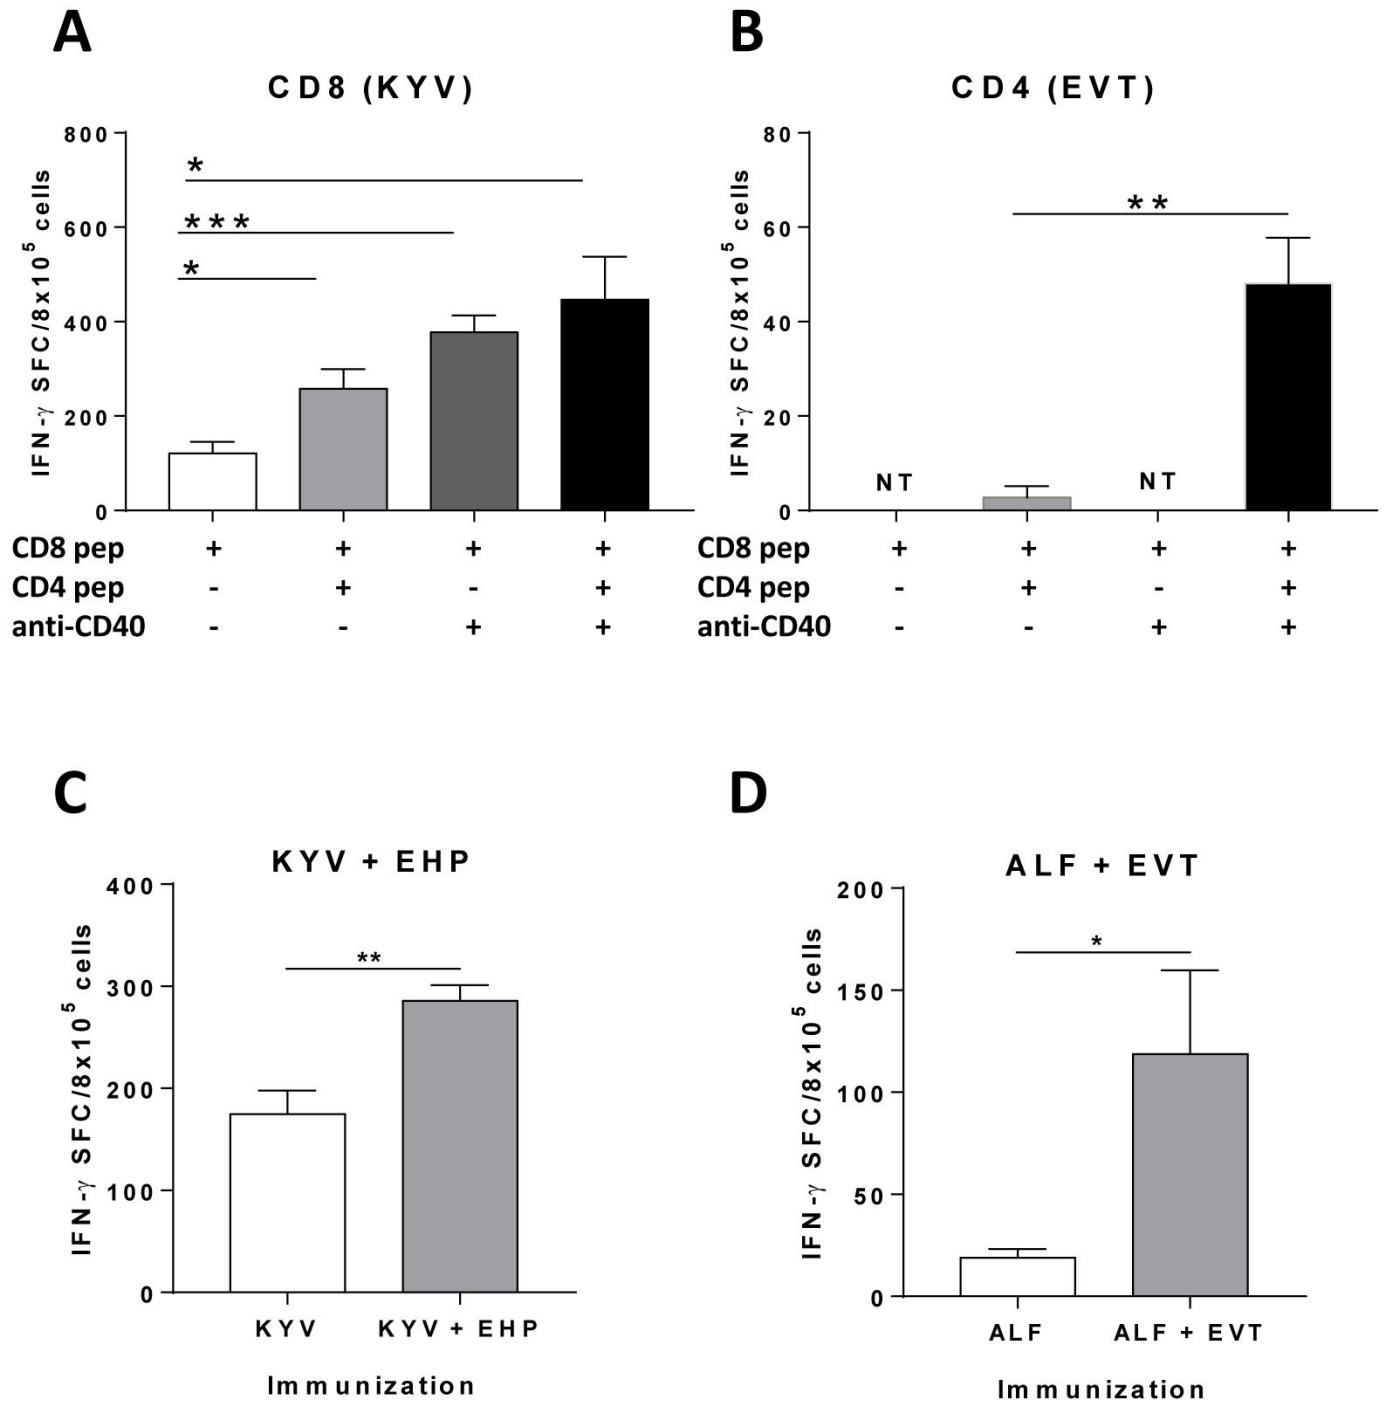 A
CD8 (KYV)
IFN-γ SFC/8x10⁵ cells
800
600
400
200
0
*
***
*
CD8 pep + + + +
CD4 pep - + - +
anti-CD40 - - + +
B
CD4 (EVT)
IFN-γ SFC/8x10⁵ cells
80
60
40
20
0
**
NT
NT
CD8 pep + + + +
CD4 pep - + - +
anti-CD40 - - + +
C
KYV + EHP
IFN-γ SFC/8x10⁵ cells
400
300
200
100
0
**
KYV KYV + EHP
Immunization
D
ALF + EVT
IFN-γ SFC/8x10⁵ cells
200
150
100
50
0
*
ALF ALF + EVT
Immunization